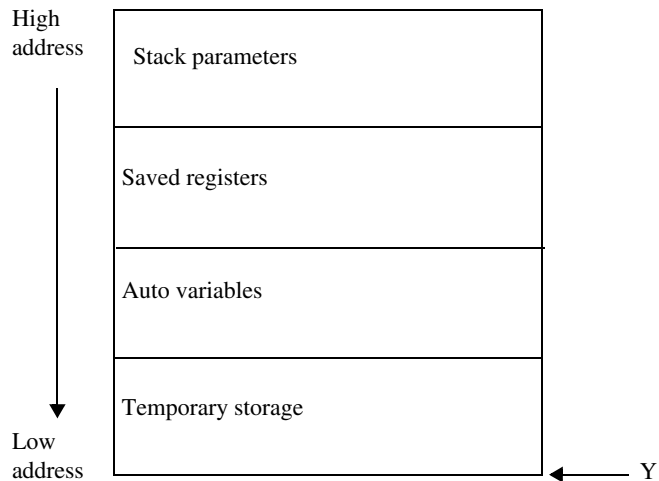 High
address
Stack parameters
Saved registers
Auto variables
Temporary storage
Low
address
Y